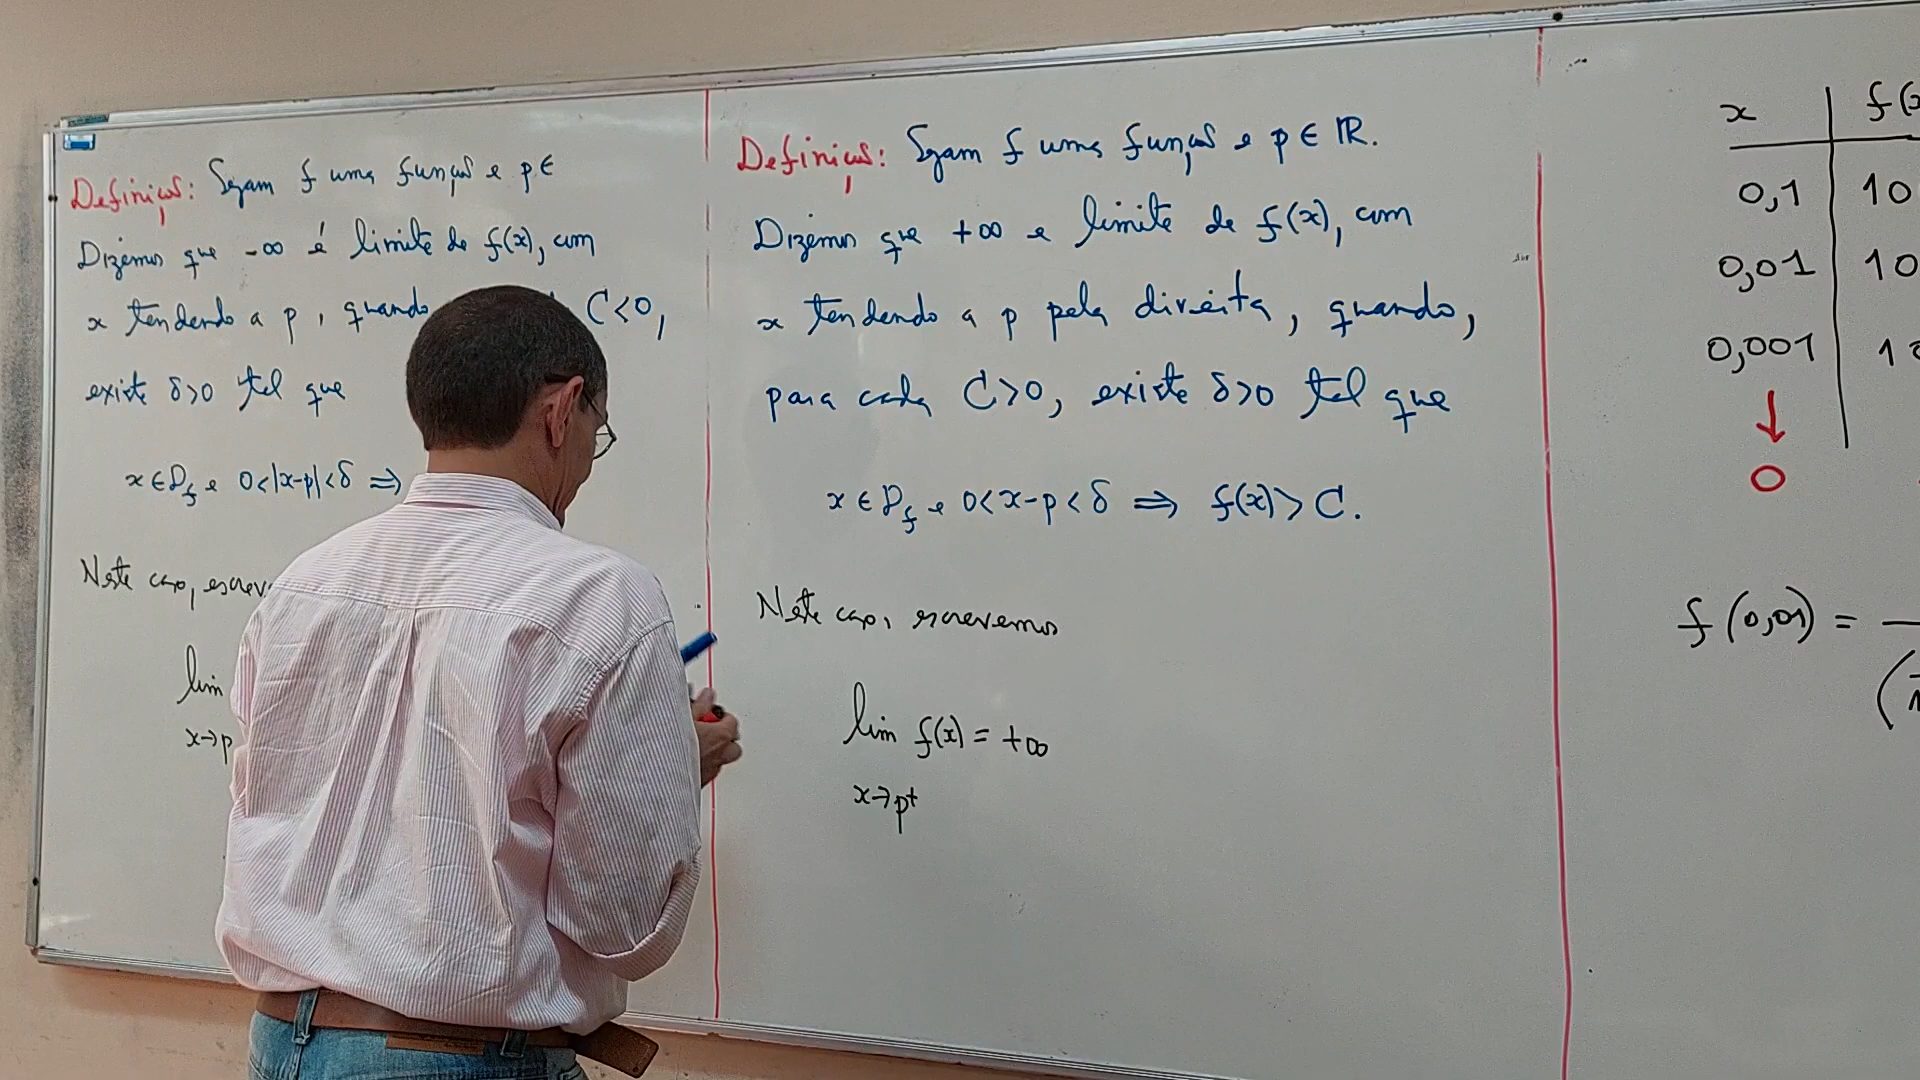 Definição: Sejam f uma função e p ∈
Dizemos que -∞ é limite de f(x), com
x tendendo a p, quando C<0,
existe δ>0 tal que
x ∈ D_f e 0<|x-p|<δ ⇒
Neste caso,
lim
x→p
Definição: Sejam f uma função e p ∈ ℝ.
Dizemos que +∞ e limite de f(x), com
x tendendo a p pela direita, quando,
para cada C>0, existe δ>0 tal que
x ∈ D_f e 0<x-p<δ ⇒ f(x)>C.
Neste caso, escrevemos
lim f(x) = +∞
x→p⁺
x
0,1 10
0,01 10
0,001
↓
0
f(0,01) =